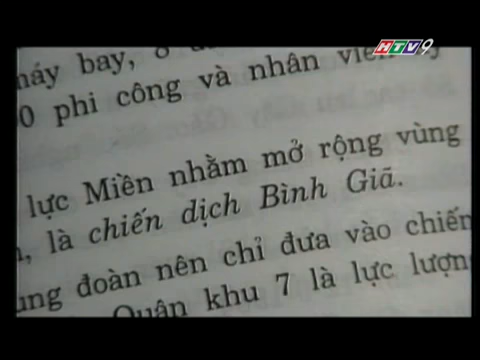 HTV9
máy bay, 8
0 phi công và nhân viên
lực Miền nhằm mở rộng vùng
là chiến dịch Bình Giã.
đoàn nên chỉ đưa vào chiến
Quân khu 7 là lực lượng